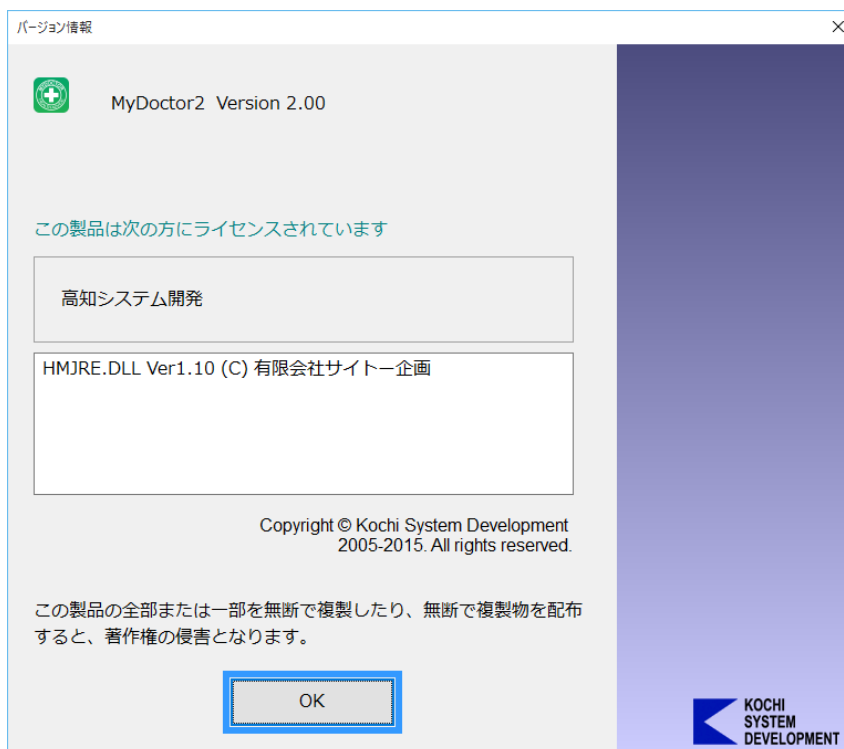 バージョン情報
MyDoctor2 Version 2.00
この製品は次の方にライセンスされています
高知システム開発
HMJRE.DLL Ver1.10 (C) 有限会社サイトー企画
Copyright © Kochi System Development
2005-2015. All rights reserved.
この製品の全部または一部を無断で複製したり、無断で複製物を配布
すると、著作権の侵害となります。
OK
KOCHI
SYSTEM
DEVELOPMENT